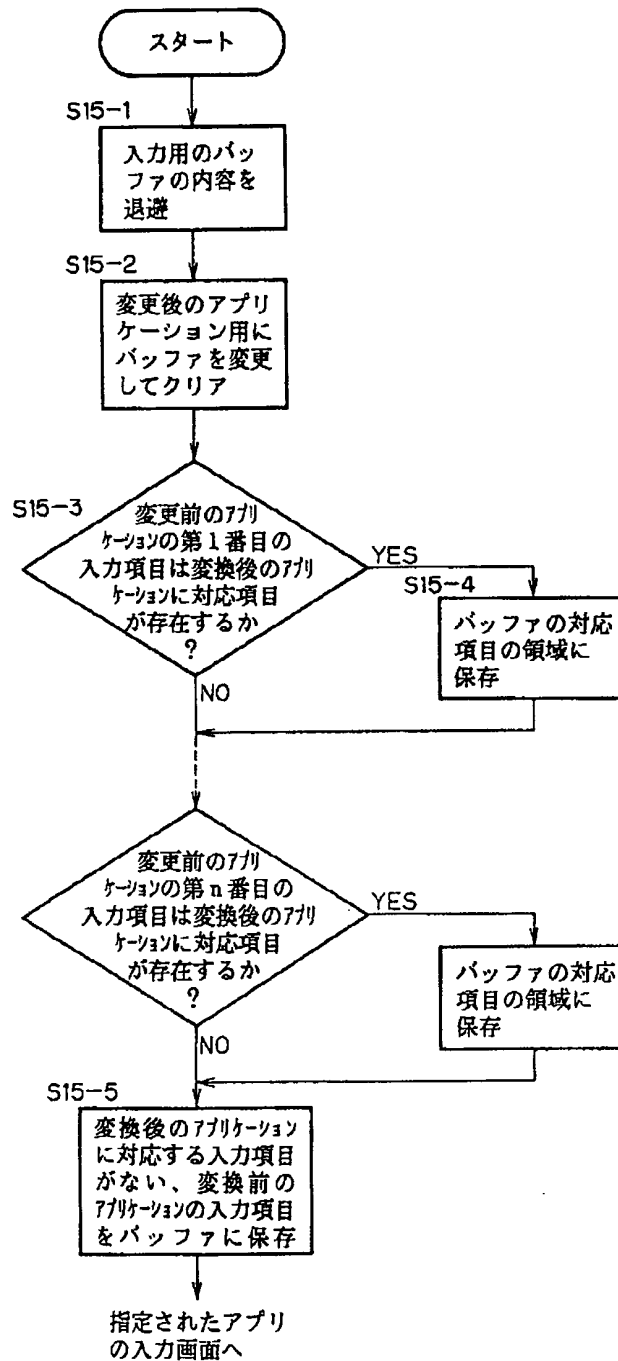 スタート
S15-1
入力用のバッ
ファの内容を
退避
S15-2
変更後のアプリ
ケーション用に
バッファを変更
してクリア
S15-3
変更前のアプリ
ケーションの第1番目の
入力項目は変換後のアプリ
ケーションに対応項目
が存在するか
?
YES
S15-4
バッファの対応
項目の領域に
保存
NO
変更前のアプリ
ケーションの第n番目の
入力項目は変換後のアプリ
ケーションに対応項目
が存在するか
?
YES
バッファの対応
項目の領域に
保存
NO
S15-5
変換後のアプリケーション
に対応する入力項目
がない、変換前の
アプリケーションの入力項目
をバッファに保存
指定されたアプリ
の入力画面へ